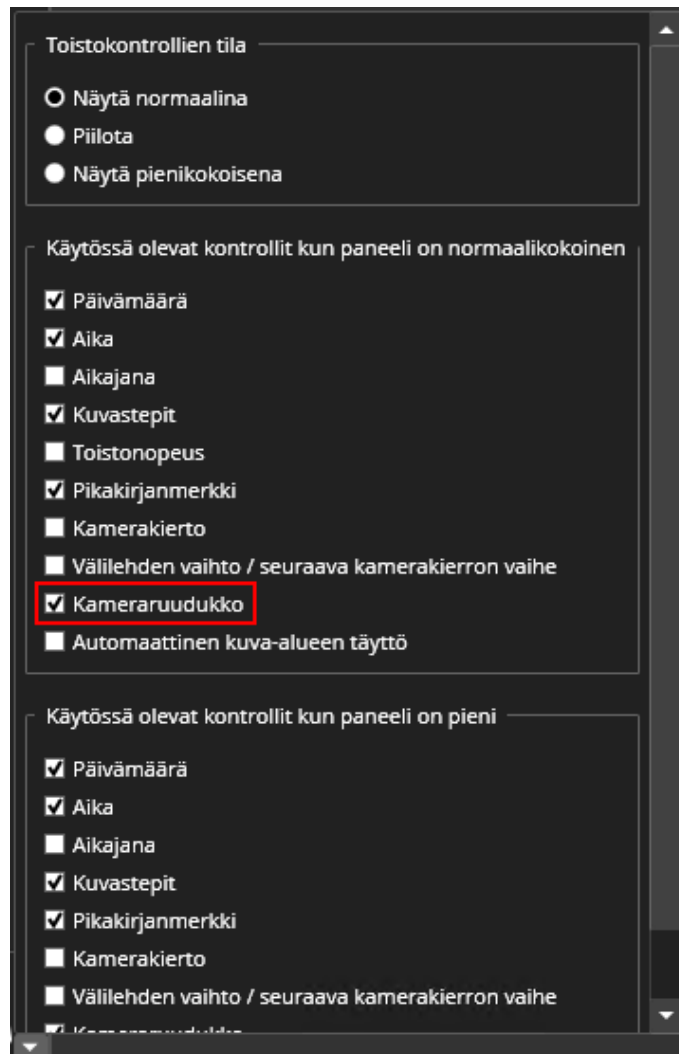 Toistokontrollien tila
Näytä normaalina
Piilota
Näytä pienikokoisena
Käytössä olevat kontrollit kun paneeli on normaalikokoinen
Päivämäärä
Aika
Aikajana
Kuvastepit
Toistonopeus
Pikakirjanmerkki
Kamerakierto
Välilehden vaihto / seuraava kamerakierron vaihe
Kameraruudukko
Automaattinen kuva-alueen täyttö
Käytössä olevat kontrollit kun paneeli on pieni
Päivämäärä
Aika
Aikajana
Kuvastepit
Pikakirjanmerkki
Kamerakierto
Välilehden vaihto / seuraava kamerakierron vaihe
Kameraruudukko